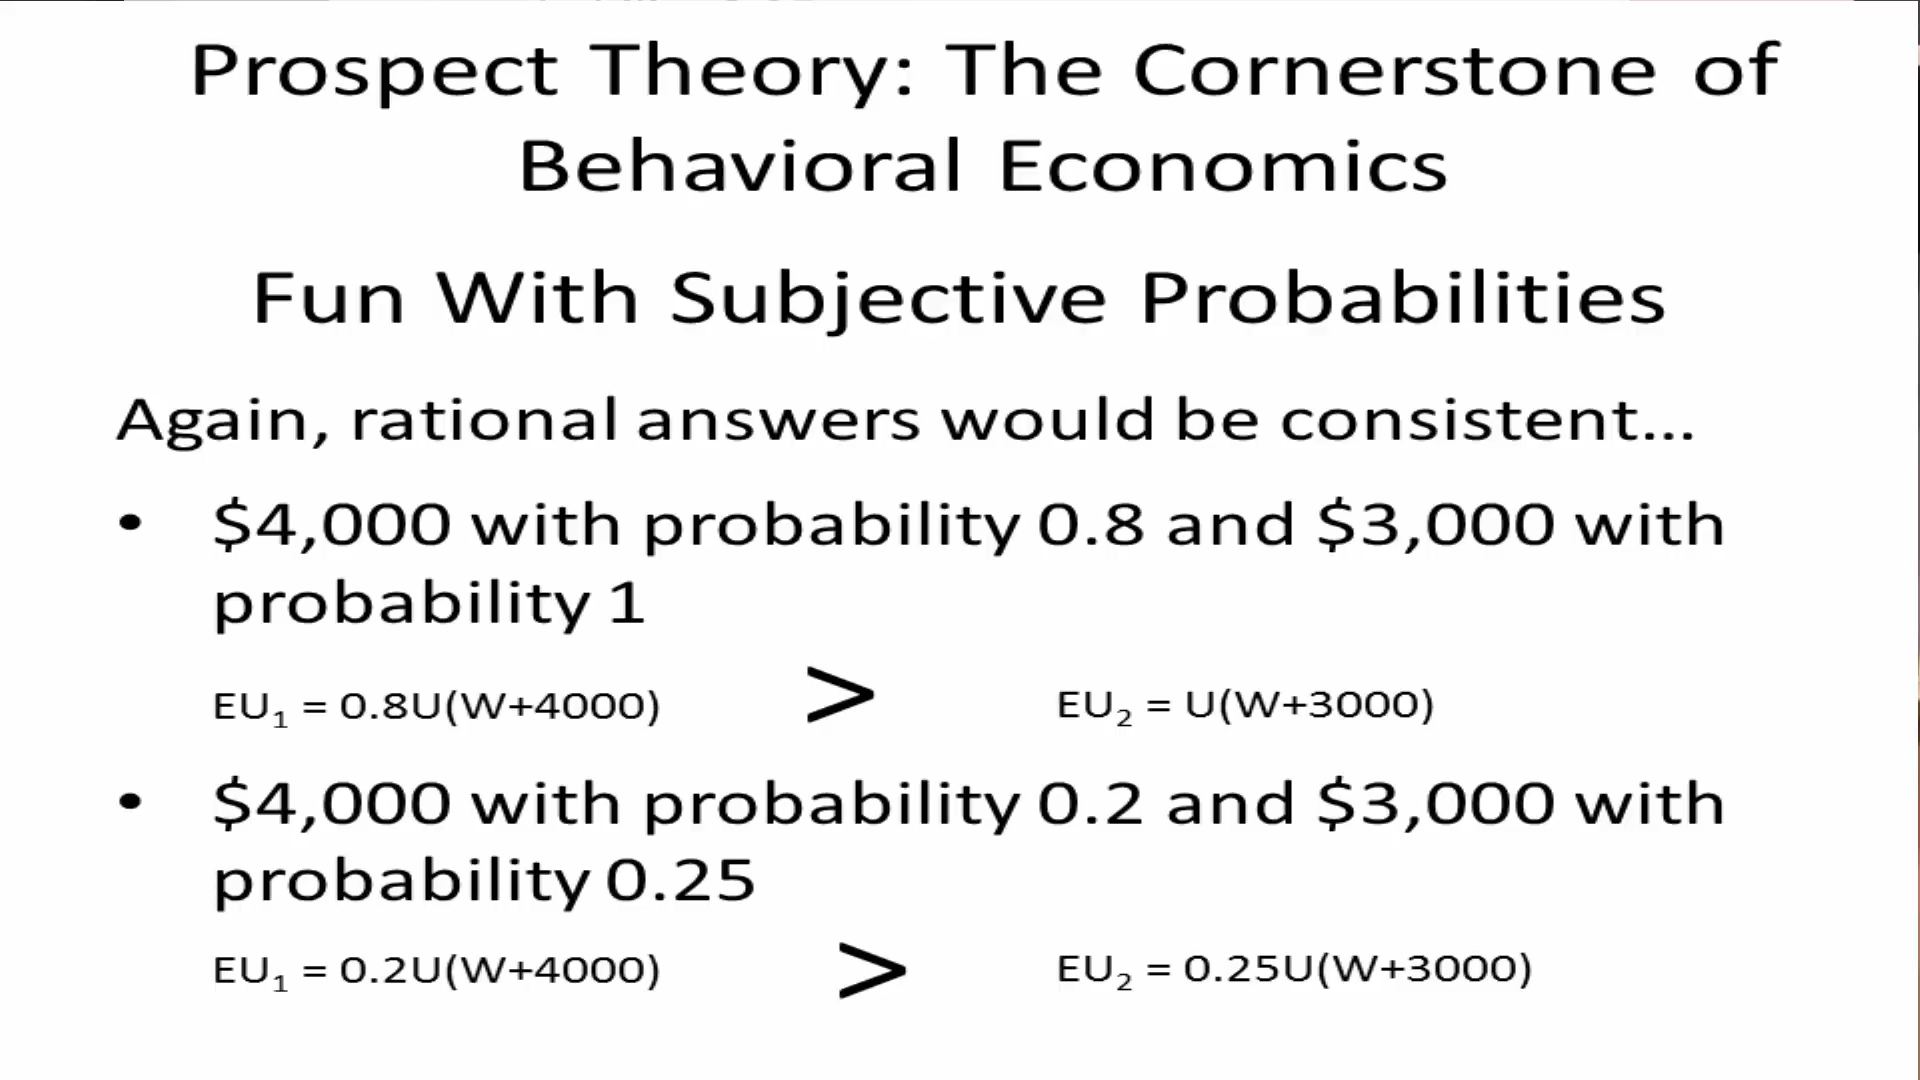 Prospect Theory: The Cornerstone of
Behavioral Economics
Fun With Subjective Probabilities
Again, rational answers would be consistent...
• $4,000 with probability 0.8 and $3,000 with
probability 1
EU₁ = 0.8U(W+4000) > EU₂ = U(W+3000)
• $4,000 with probability 0.2 and $3,000 with
probability 0.25
EU₁ = 0.2U(W+4000) > EU₂ = 0.25U(W+3000)